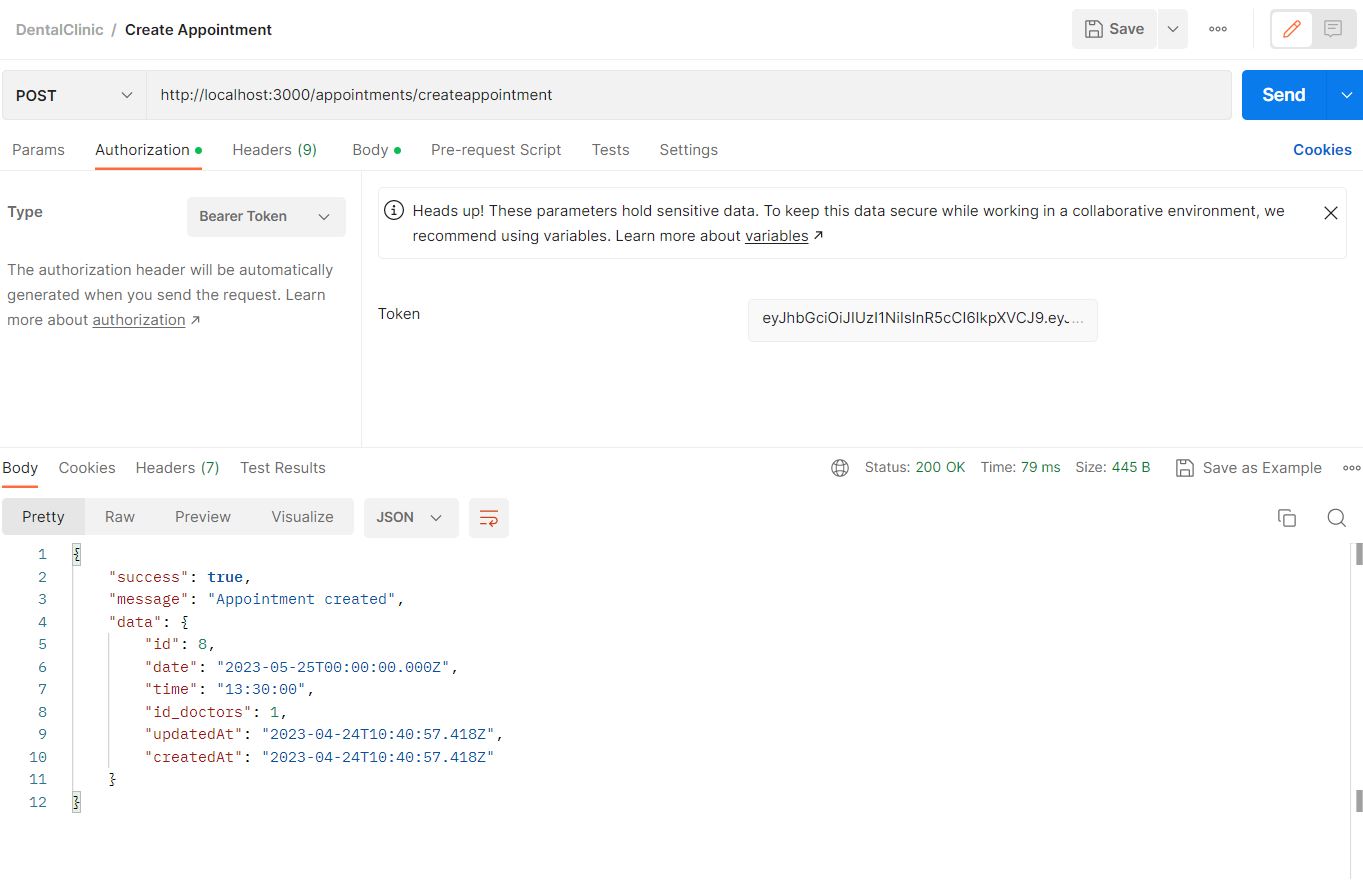 DentalClinic / Create Appointment
Save
POST
http://localhost:3000/appointments/createappointment
Send
Params Authorization Headers (9) Body Pre-request Script Tests Settings Cookies
Type
Bearer Token
The authorization header will be automatically
generated when you send the request. Learn
more about authorization ↗
Heads up! These parameters hold sensitive data. To keep this data secure while working in a collaborative environment, we
recommend using variables. Learn more about variables ↗
Token
eyJhbGciOiJIUzI1NiIsInR5cCI6IkpXVCJ9.eyJ...
Body Cookies Headers (7) Test Results
Status: 200 OK Time: 79 ms Size: 445 B Save as Example
Pretty Raw Preview Visualize JSON
1 {
2 "success": true,
3 "message": "Appointment created",
4 "data": {
5 "id": 8,
6 "date": "2023-05-25T00:00:00.000Z",
7 "time": "13:30:00",
8 "id_doctors": 1,
9 "updatedAt": "2023-04-24T10:40:57.418Z",
10 "createdAt": "2023-04-24T10:40:57.418Z"
11 }
12 }